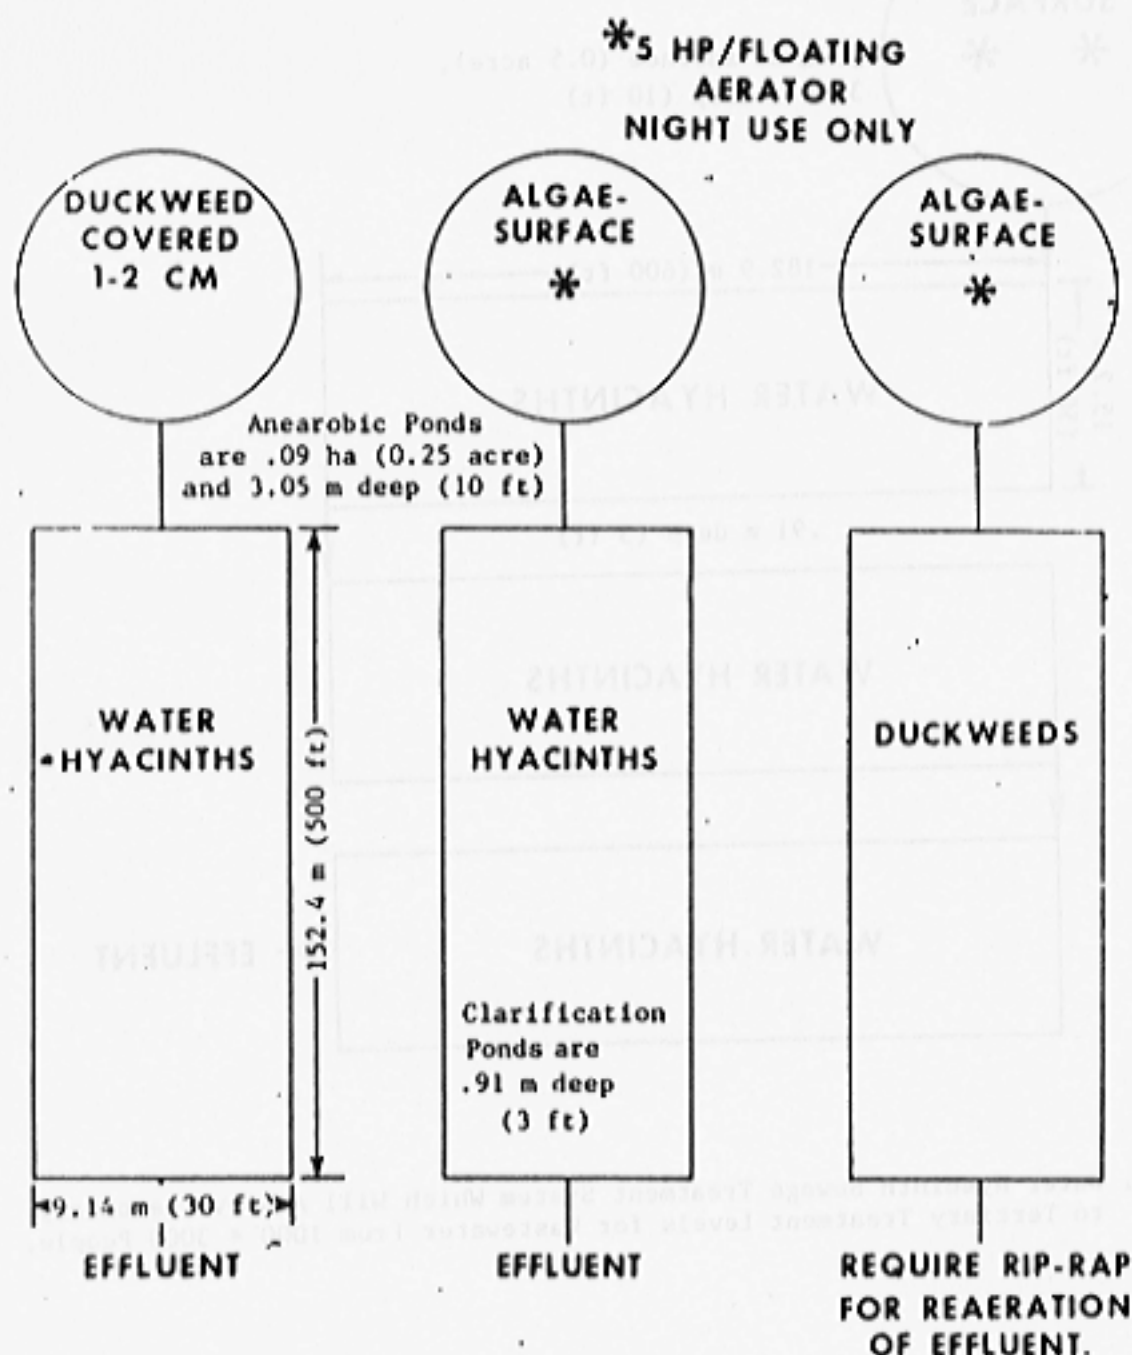 *5 HP/FLOATING
AERATOR
NIGHT USE ONLY
DUCKWEED
COVERED
1-2 CM
ALGAE-
SURFACE
*
ALGAE-
SURFACE
*
Anearobic Ponds
are .09 ha (0.25 acre)
and 3.05 m deep (10 ft)
WATER
HYACINTHS
152.4 m (500 ft)
WATER
HYACINTHS
DUCKWEEDS
Clarification
Ponds are
.91 m deep
(3 ft)
9.14 m (30 ft)
EFFLUENT
EFFLUENT
REQUIRE RIP-RAP
FOR REAERATION
OF EFFLUENT.